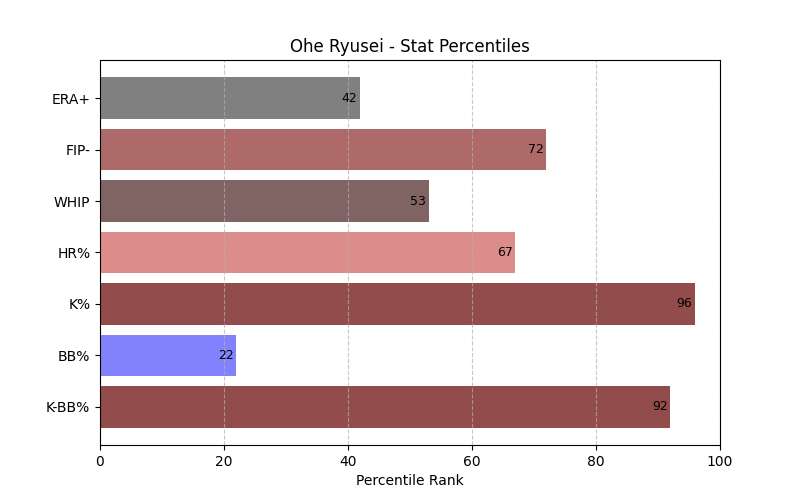 Ohe Ryusei - Stat Percentiles
ERA+ 42
FIP- 72
WHIP 53
HR% 67
K% 96
BB% 22
K-BB% 92
0 20 40 60 80 100
Percentile Rank